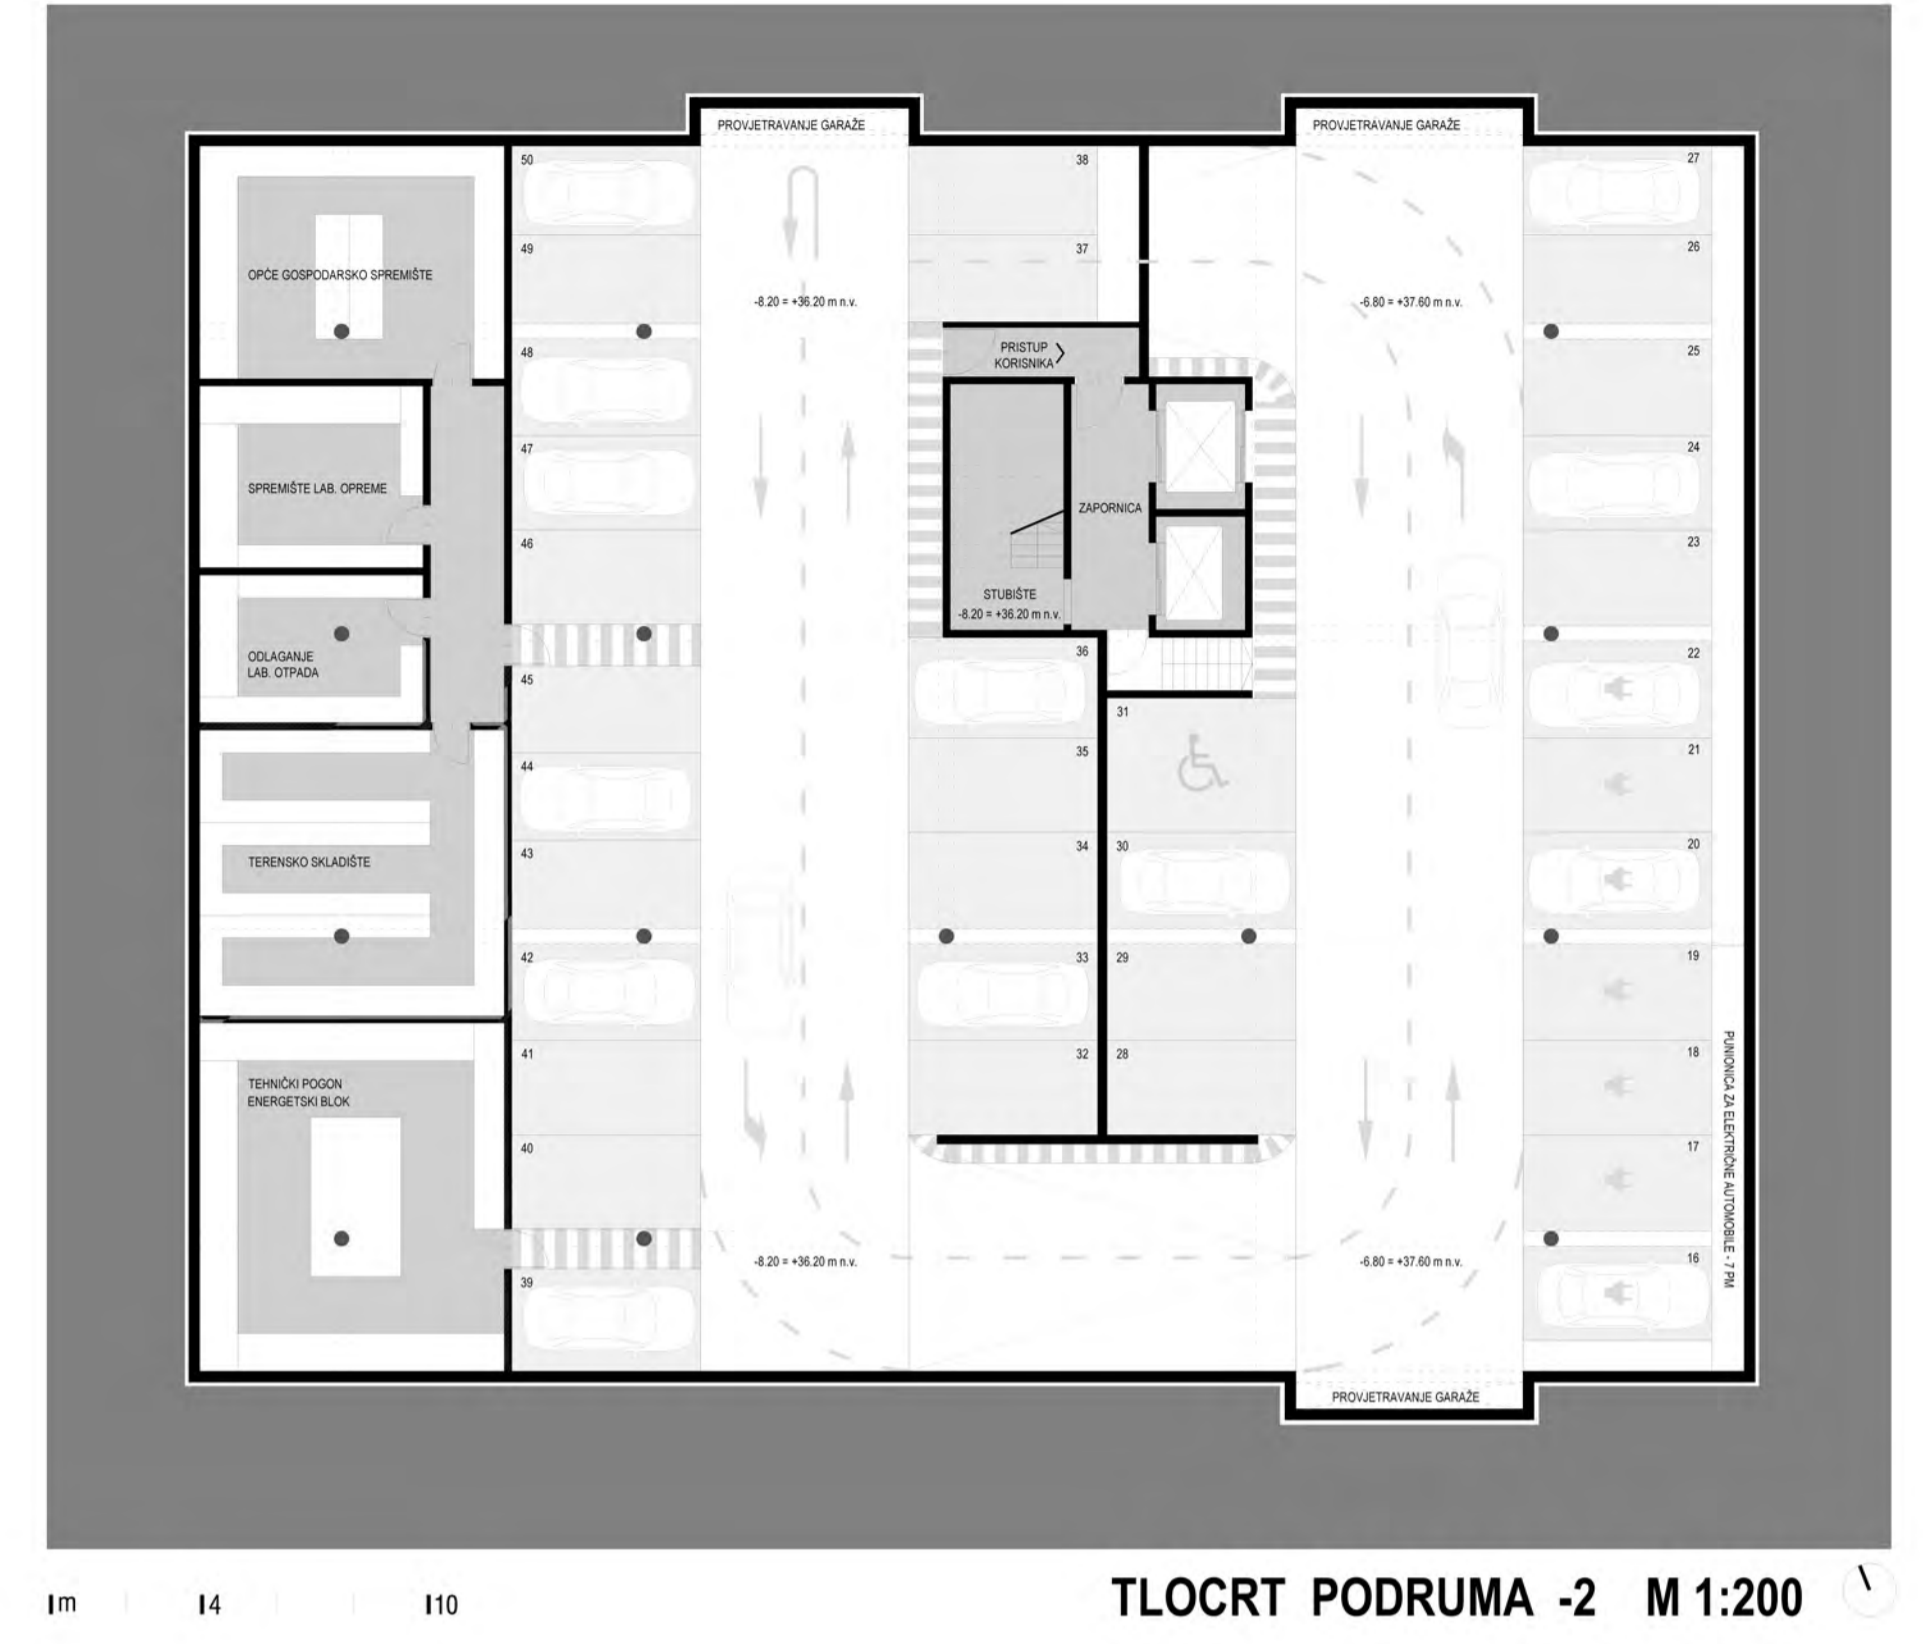 PROVJETRAVANJE GARAŽE
PROVJETRAVANJE GARAŽE
50
38
27
49
37
26
OPĆE GOSPODARSKO SPREMIŠTE
-8.20 = +36.20 m n.v.
-6.80 = +37.60 m n.v.
48
PRISTUP
KORISNIKA
25
47
24
SPREMIŠTE LAB. OPREME
ZAPORNICA
46
23
STUBIŠTE
-8.20 = +36.20 m n.v.
ODLAGANJE
LAB. OTPADA
36
22
45
31
35
21
44
43
34
30
20
TERENSKO SKLADIŠTE
42
33
29
19
41
32
28
18
TEHNIČKI POGON
ENERGETSKI BLOK
PUNIONICA ZA ELEKTRIČNE AUTOMOBILE - 7 PM
40
17
-8.20 = +36.20 m n.v.
-6.80 = +37.60 m n.v.
16
39
PROVJETRAVANJE GARAŽE
m
4
10
TLOCRT PODRUMA -2 M 1:200